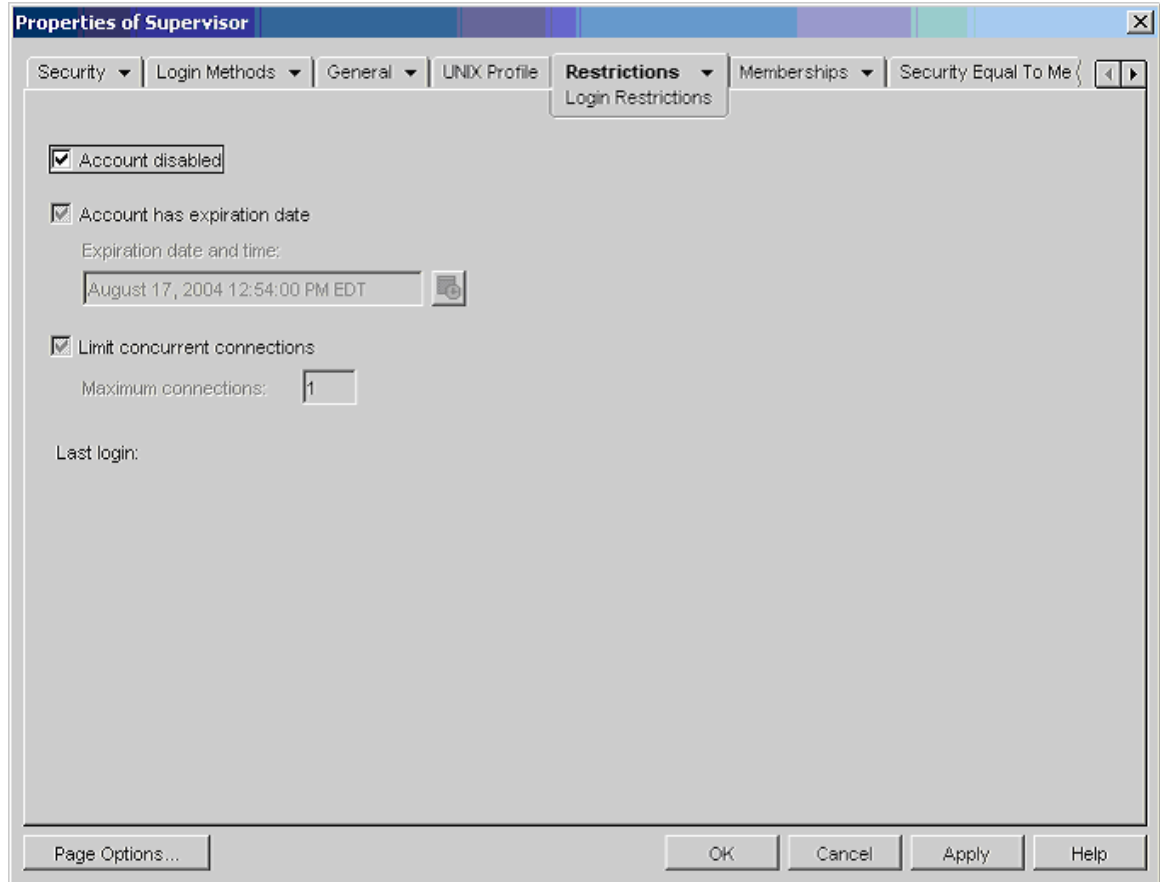 Properties of Supervisor
Security Login Methods General UNIX Profile Restrictions Memberships Security Equal To Me
Login Restrictions
Account disabled
Account has expiration date
Expiration date and time:
August 17, 2004 12:54:00 PM EDT
Limit concurrent connections
Maximum connections: 1
Last login:
Page Options... OK Cancel Apply Help